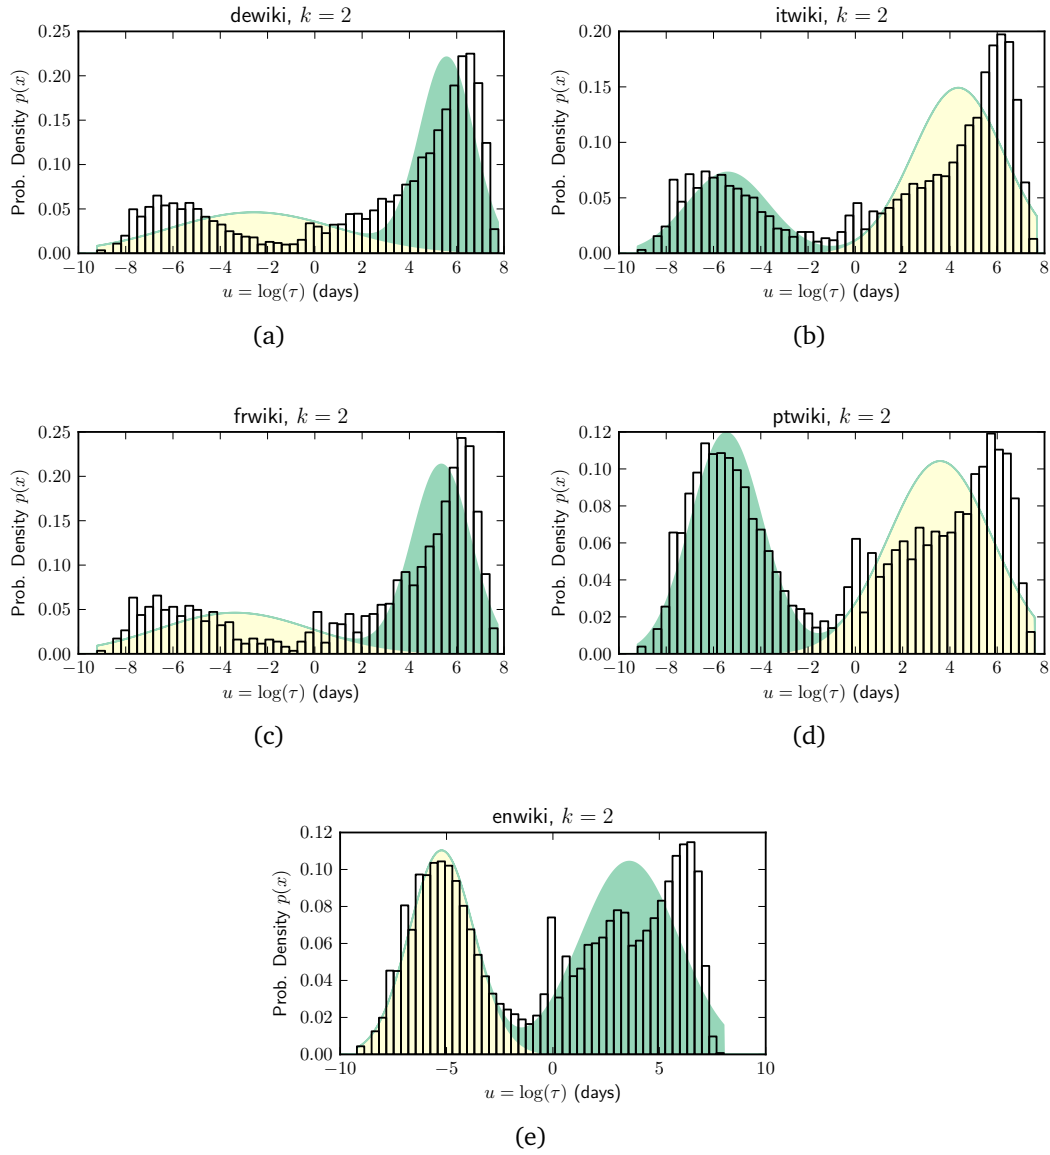 dewiki, k = 2
Prob. Density p(x)
0.25
0.20
0.15
0.10
0.05
0.00
−10 −8 −6 −4 −2 0 2 4 6 8
u = log(τ) (days)
(a)
itwiki, k = 2
Prob. Density p(x)
0.20
0.15
0.10
0.05
0.00
−10 −8 −6 −4 −2 0 2 4 6 8
u = log(τ) (days)
(b)
frwiki, k = 2
Prob. Density p(x)
0.25
0.20
0.15
0.10
0.05
0.00
−10 −8 −6 −4 −2 0 2 4 6 8
u = log(τ) (days)
(c)
ptwiki, k = 2
Prob. Density p(x)
0.12
0.10
0.08
0.06
0.04
0.02
0.00
−10 −8 −6 −4 −2 0 2 4 6 8
u = log(τ) (days)
(d)
enwiki, k = 2
Prob. Density p(x)
0.12
0.10
0.08
0.06
0.04
0.02
0.00
−10 −5 0 5 10
u = log(τ) (days)
(e)